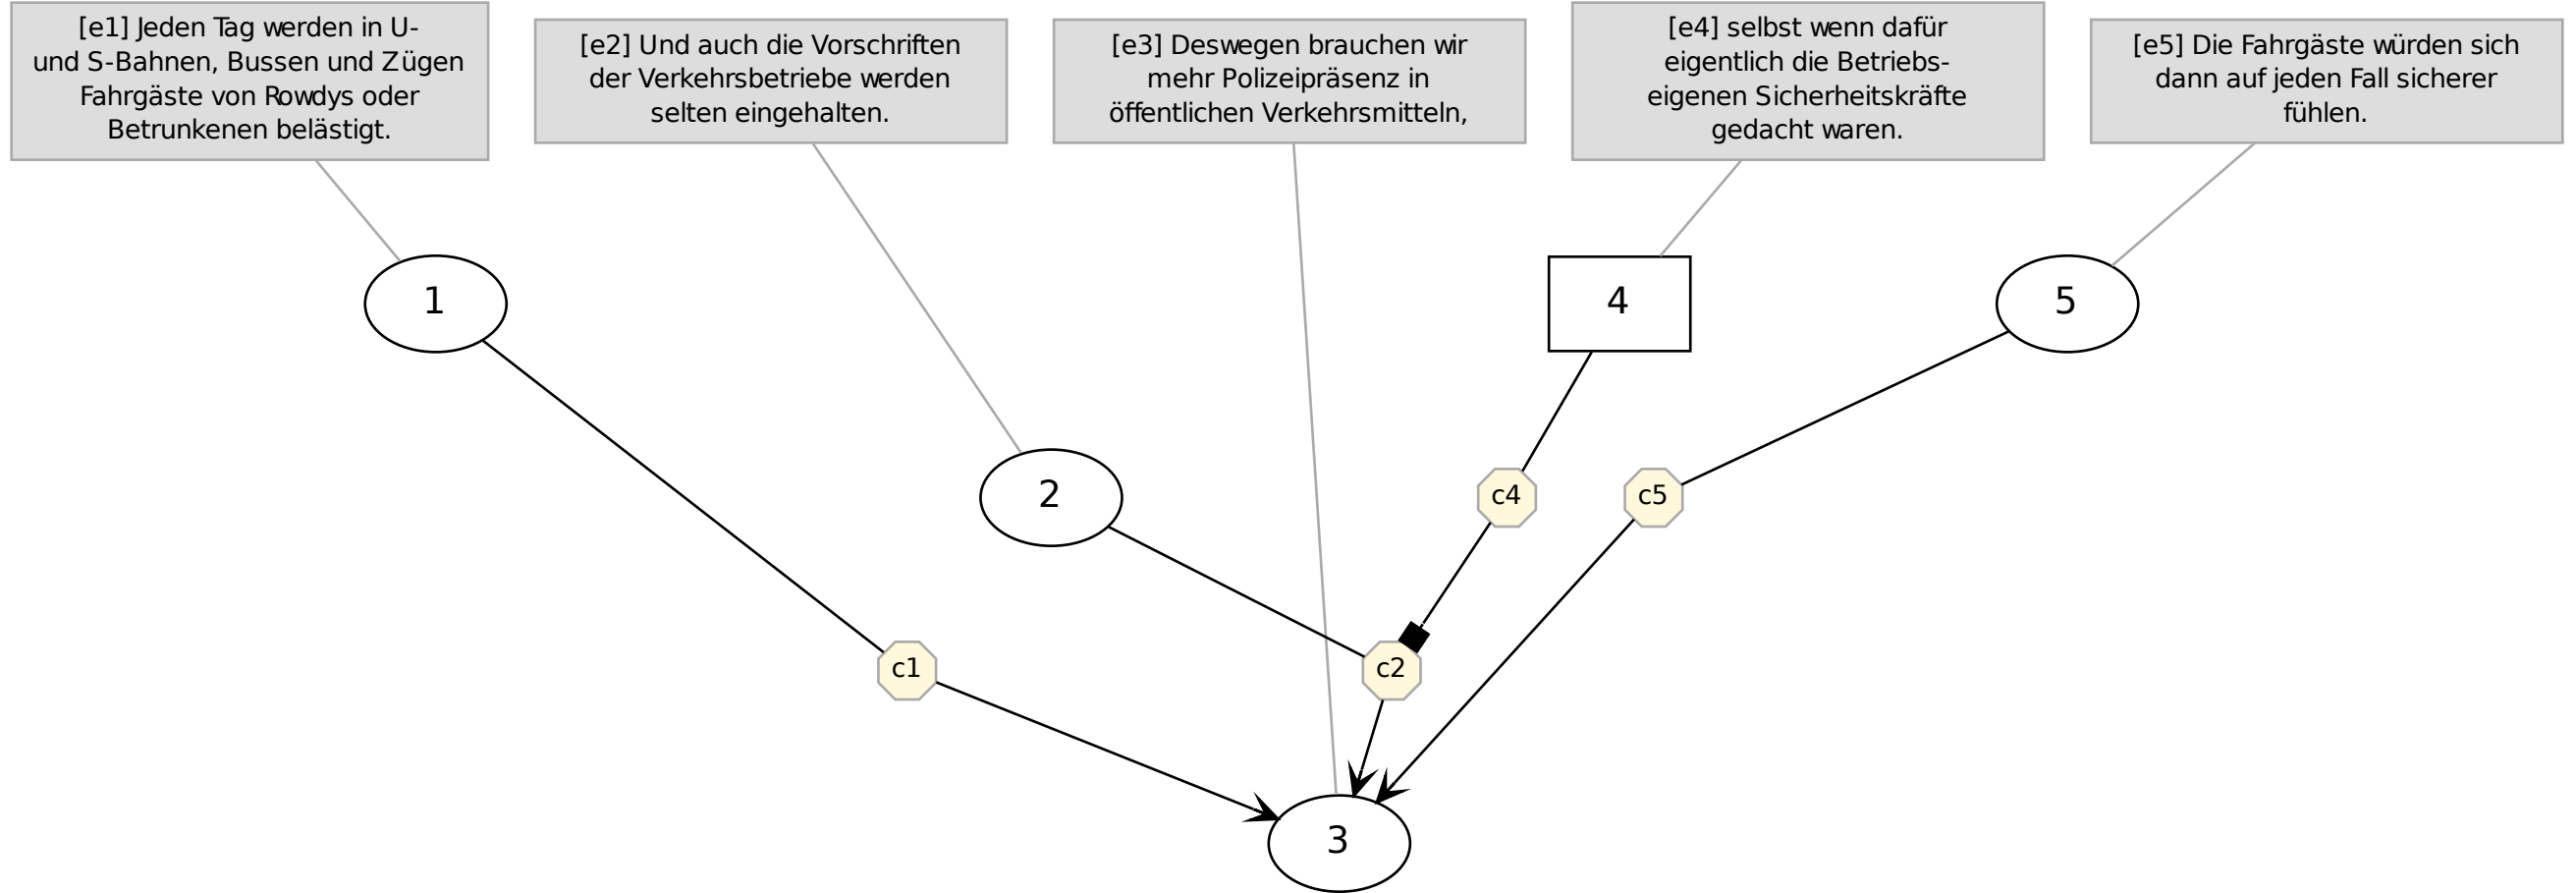 [e1] Jeden Tag werden in U-
und S-Bahnen, Bussen und Zügen
Fahrgäste von Rowdys oder
Betrunkenen belästigt.
[e2] Und auch die Vorschriften
der Verkehrsbetriebe werden
selten eingehalten.
[e3] Deswegen brauchen wir
mehr Polizeipräsenz in
öffentlichen Verkehrsmitteln,
[e4] selbst wenn dafür
eigentlich die Betriebs-
eigenen Sicherheitskräfte
gedacht waren.
[e5] Die Fahrgäste würden sich
dann auf jeden Fall sicherer
fühlen.
1
4
5
2
c4
c5
c1
c2
3